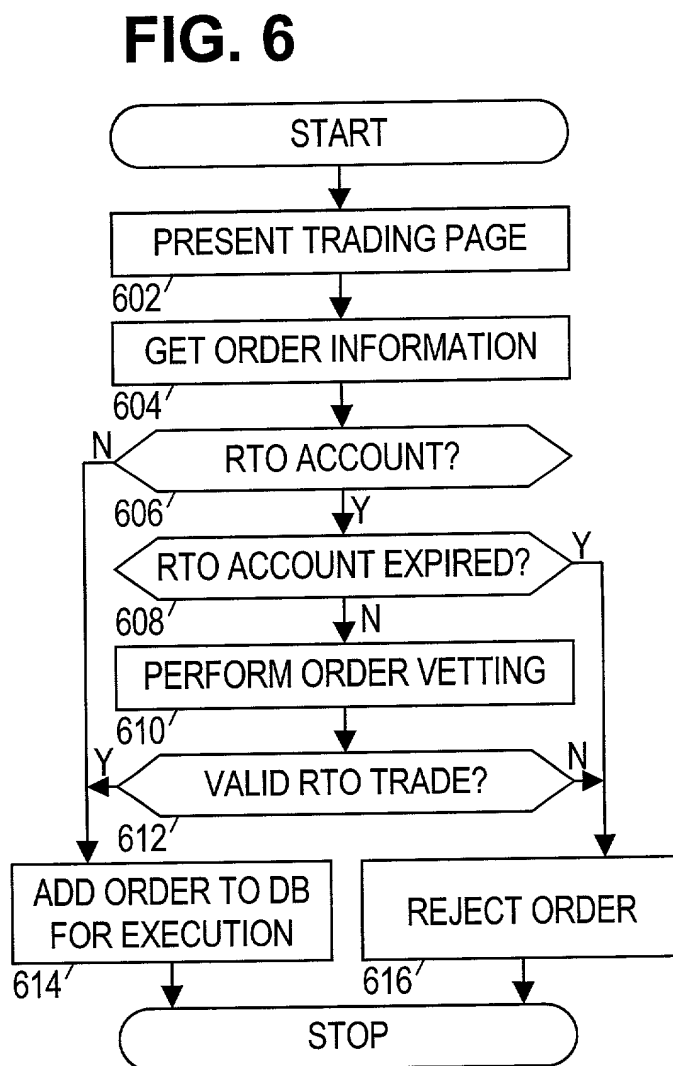 FIG. 6
START
PRESENT TRADING PAGE
602
GET ORDER INFORMATION
604
N
RTO ACCOUNT?
606
Y
RTO ACCOUNT EXPIRED?
Y
608
N
PERFORM ORDER VETTING
610
Y
VALID RTO TRADE?
N
612
ADD ORDER TO DB
FOR EXECUTION
614
REJECT ORDER
616
STOP